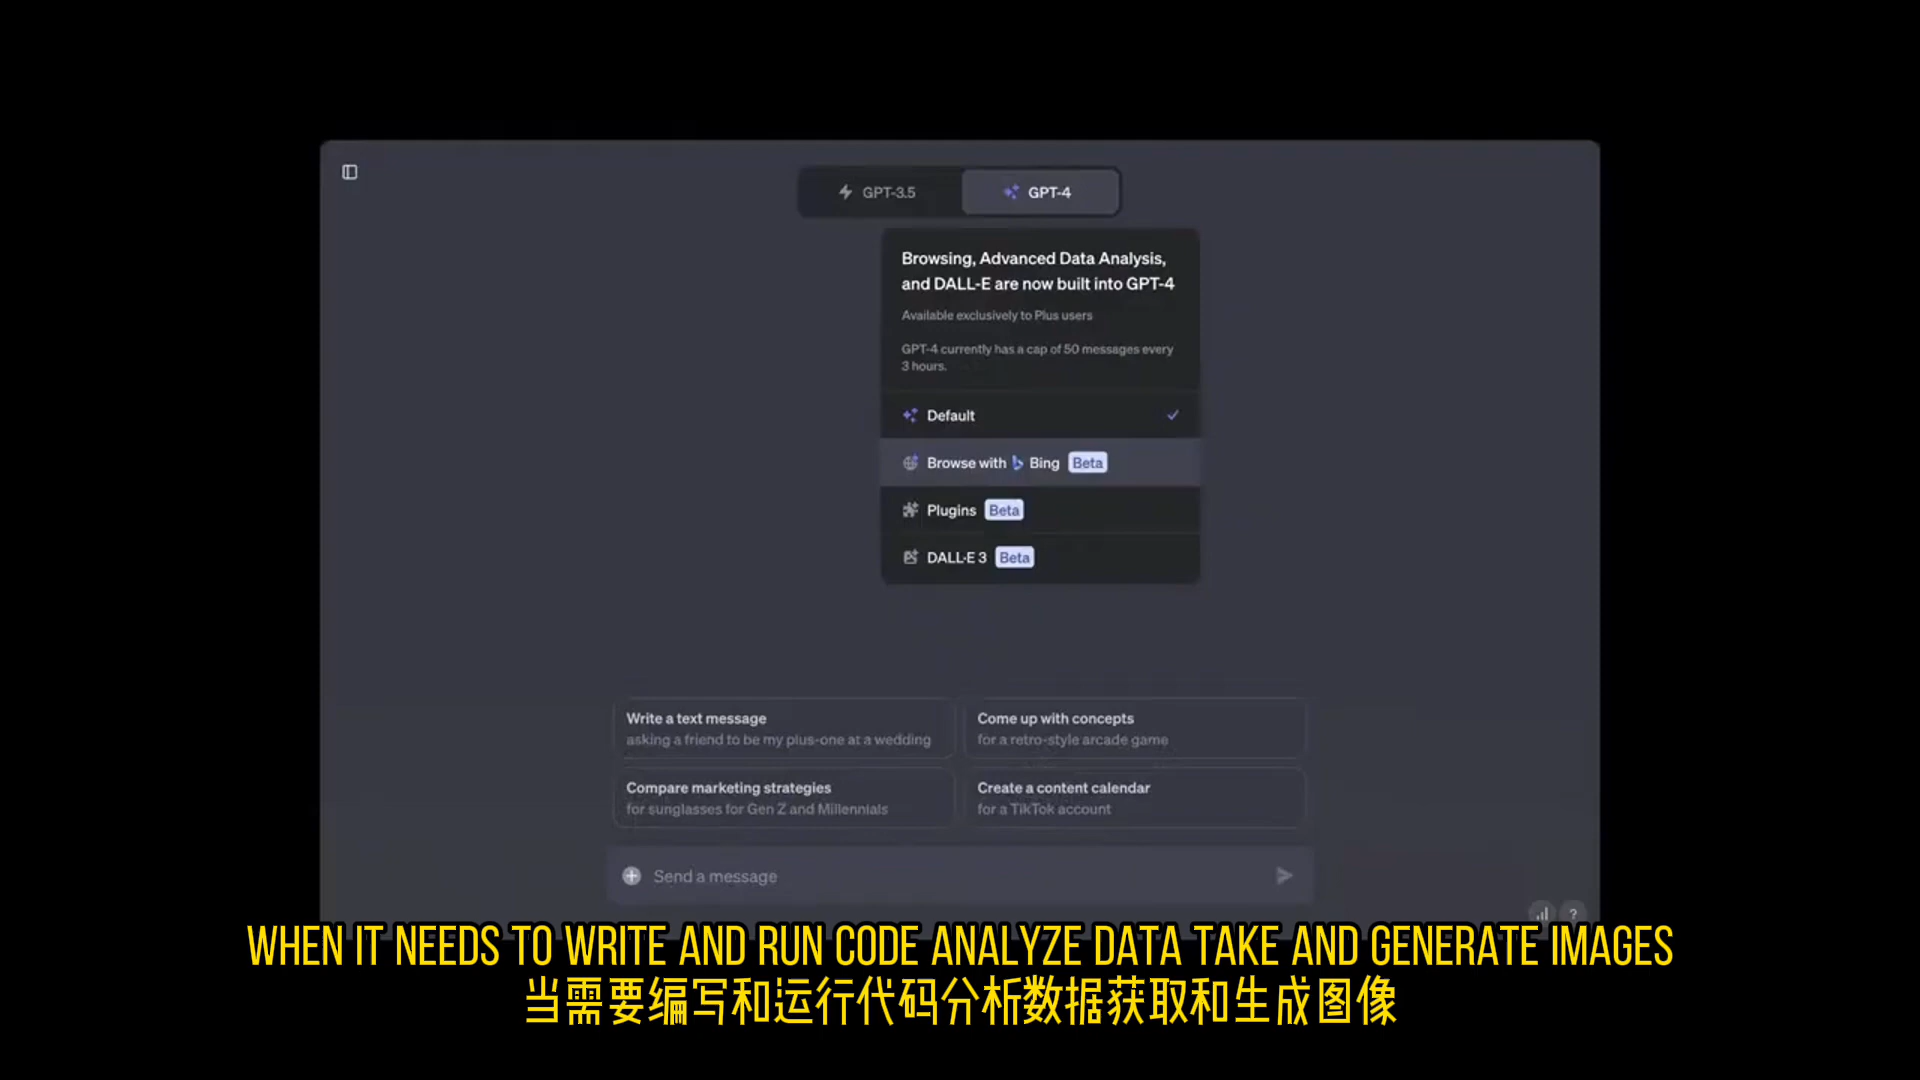 GPT-3.5
GPT-4
Browsing, Advanced Data Analysis,
and DALL-E are now built into GPT-4
Available exclusively to Plus users
GPT-4 currently has a cap of 50 messages every
3 hours.
Default
Browse with Bing Beta
Plugins Beta
DALL·E 3 Beta
Write a text message
asking a friend to be my plus-one at a wedding
Come up with concepts
for a retro-style arcade game
Compare marketing strategies
for sunglasses for Gen Z and Millennials
Create a content calendar
for a TikTok account
Send a message
?
WHEN IT NEEDS TO WRITE AND RUN CODE ANALYZE DATA TAKE AND GENERATE IMAGES
当需要编写和运行代码分析数据获取和生成图像